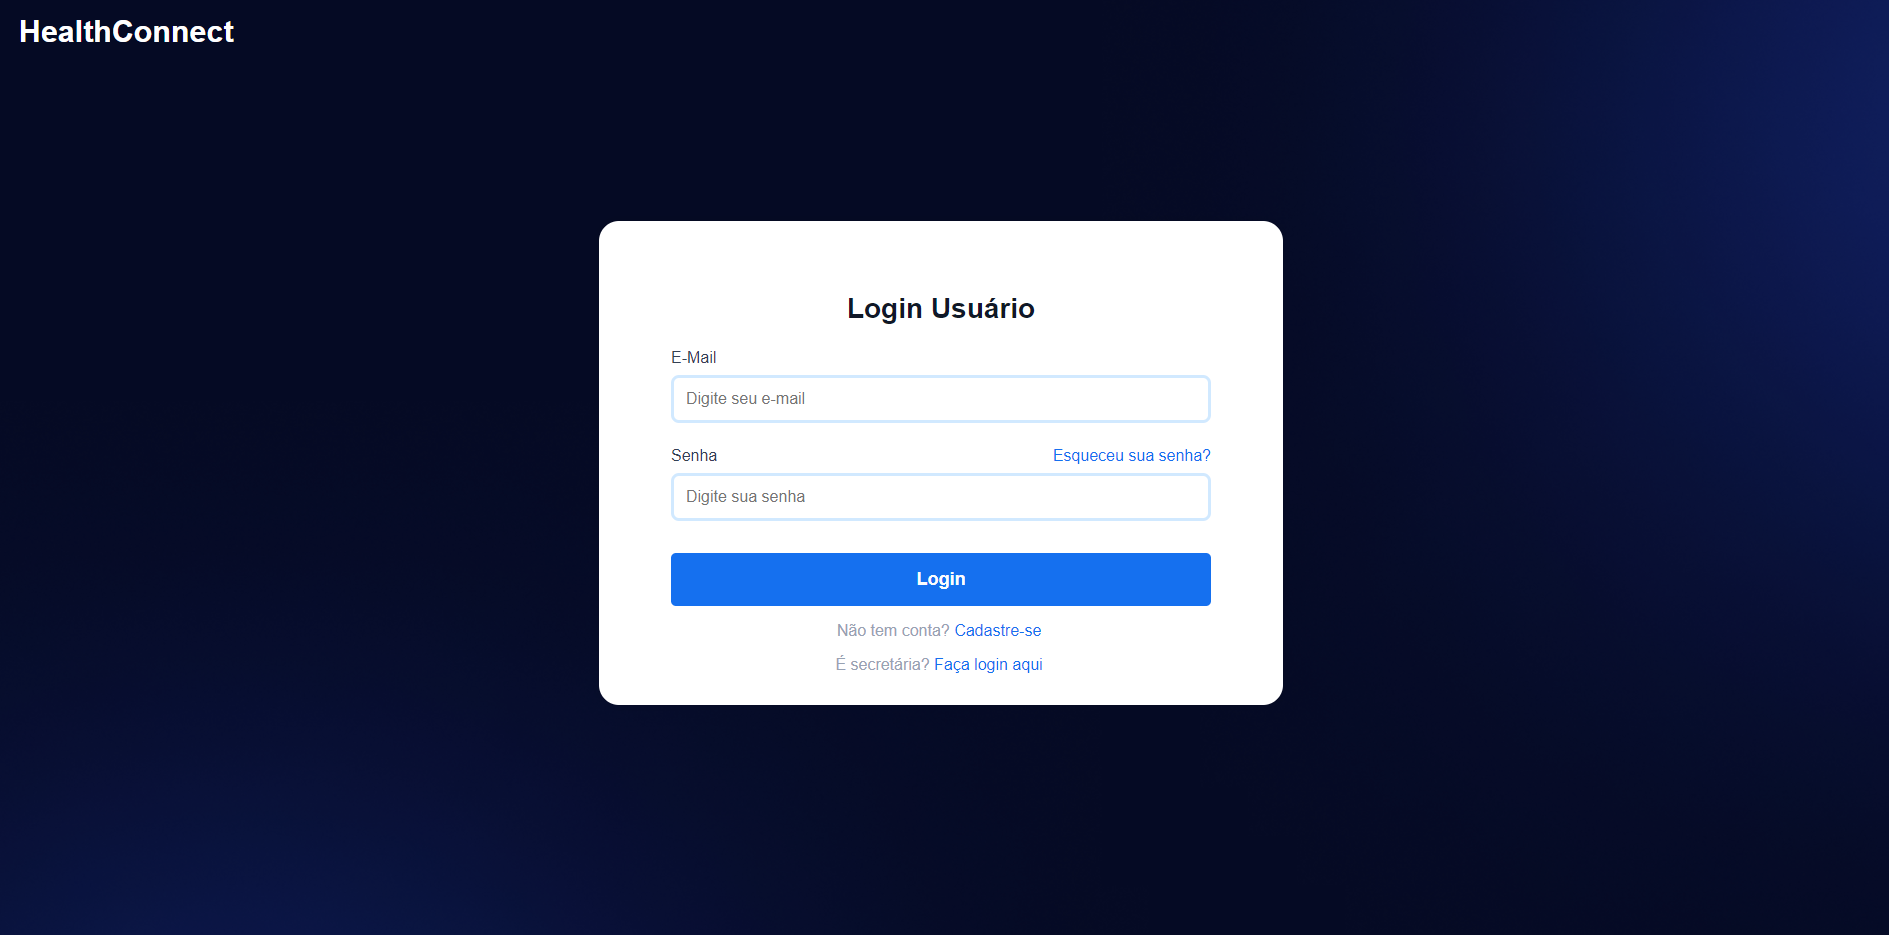 HealthConnect
Login Usuário
E-Mail
Digite seu e-mail
Senha Esqueceu sua senha?
Digite sua senha
Login
Não tem conta? Cadastre-se
É secretária? Faça login aqui